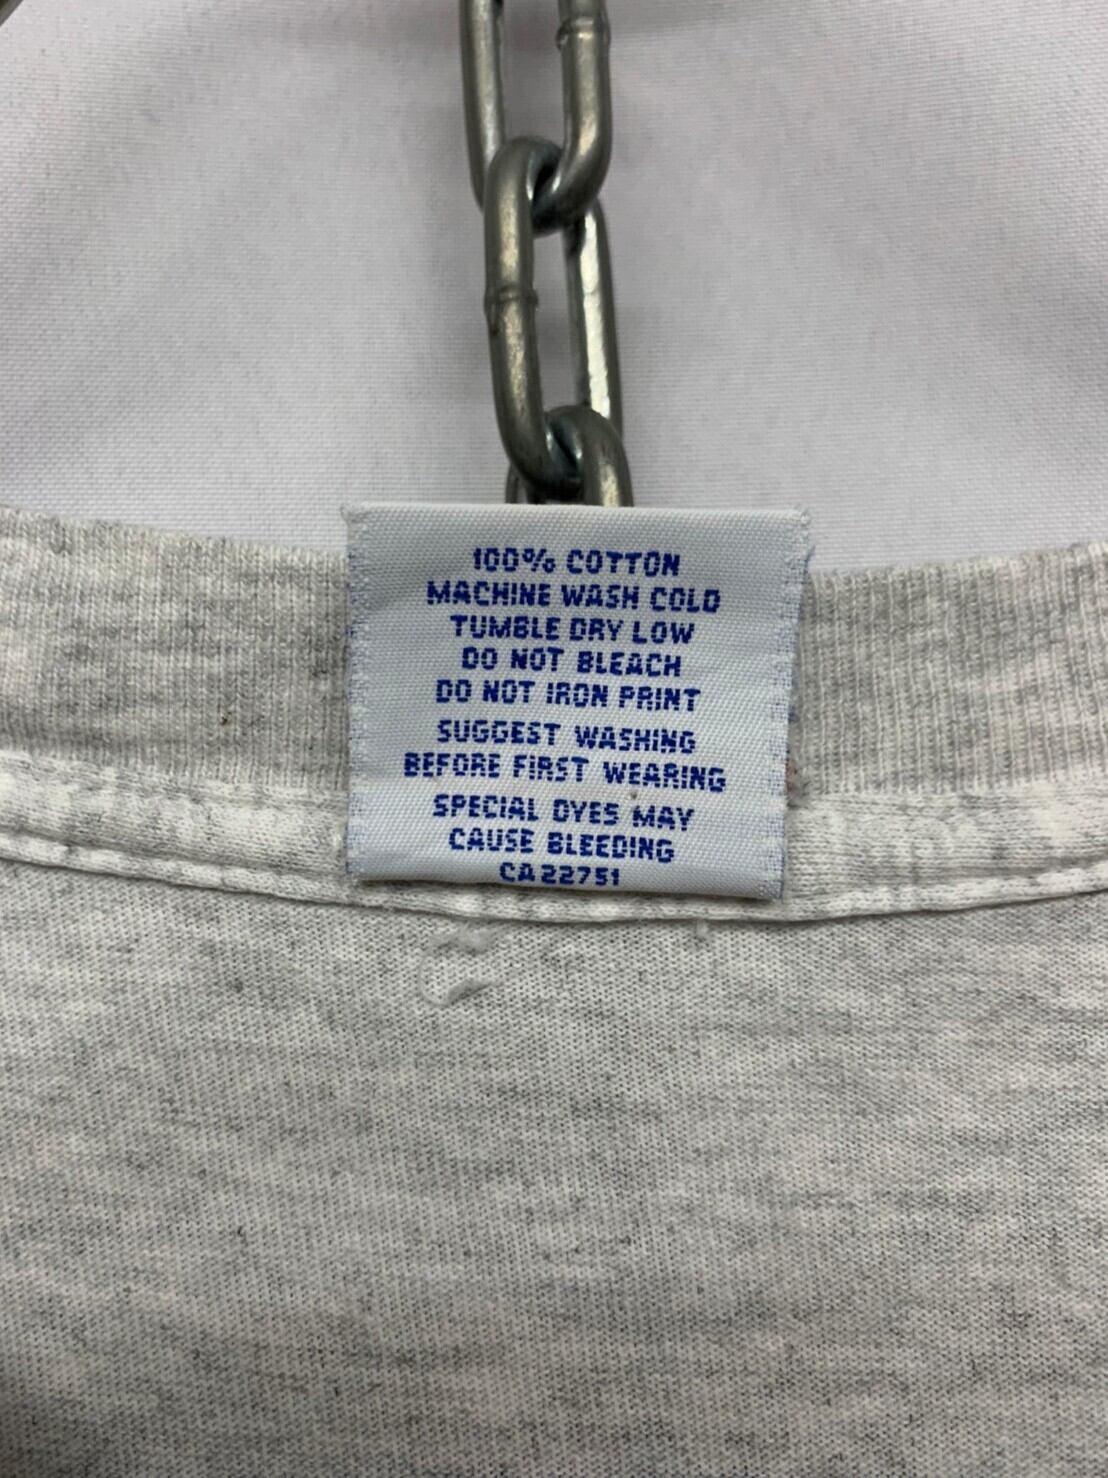 100% COTTON
MACHINE WASH COLD
TUMBLE DRY LOW
DO NOT BLEACH
DO NOT IRON PRINT
SUGGEST WASHING
BEFORE FIRST WEARING
SPECIAL DYES MAY
CAUSE BLEEDING
CA22751